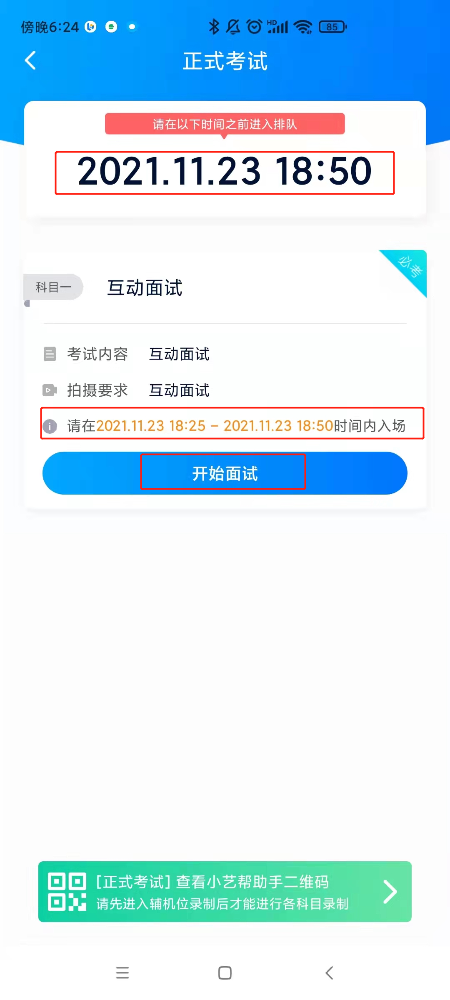 傍晚6:24
HD
85
正式考试
请在以下时间之前进入排队
2021.11.23 18:50
必考
科目一
互动面试
考试内容 互动面试
拍摄要求 互动面试
请在2021.11.23 18:25 - 2021.11.23 18:50时间内入场
开始面试
[正式考试] 查看小艺帮助手二维码
请先进入辅机位录制后才能进行各科目录制